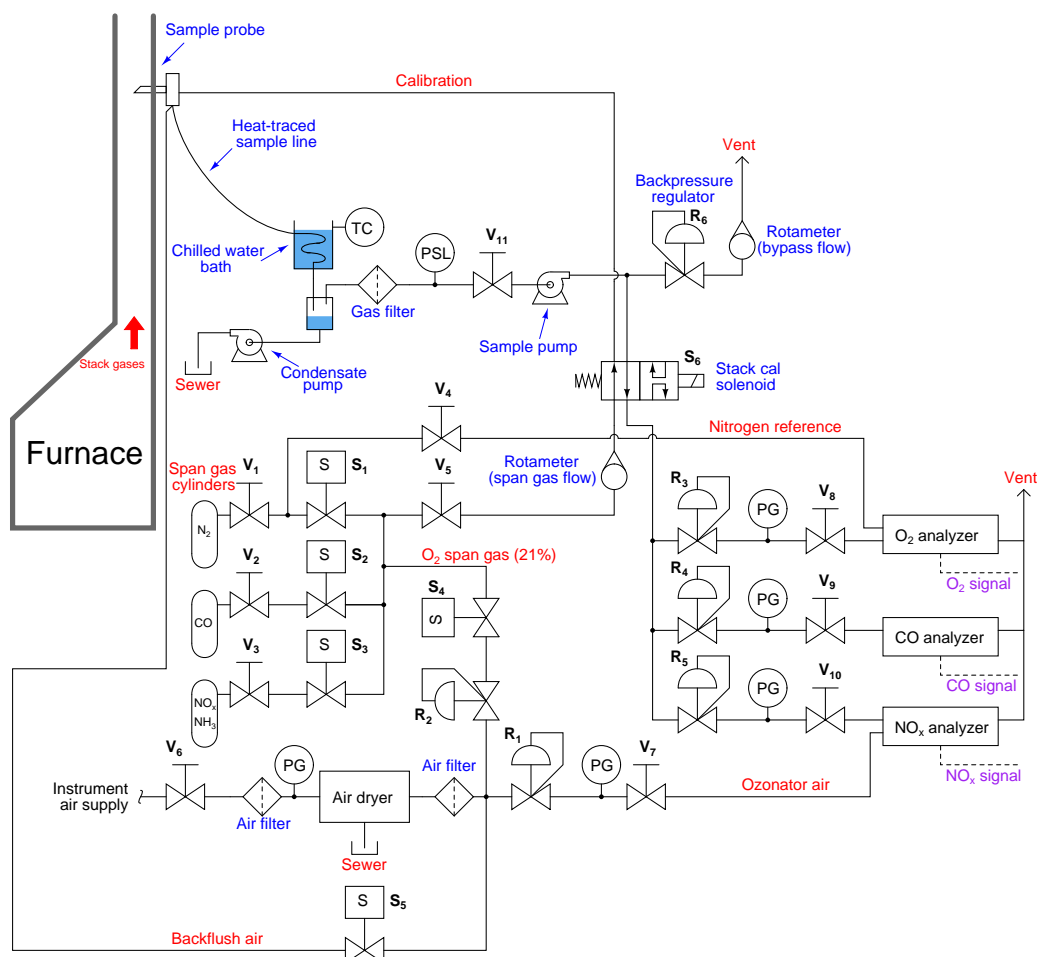 Sample probe
Calibration
Heat-traced
sample line
Vent
Backpressure
regulator
R6
Rotameter
(bypass flow)
TC
Chilled water
bath
PSL
V11
Gas filter
Sample pump
Stack gases
Sewer
Condensate
pump
S6
Stack cal
solenoid
Furnace
V4
Nitrogen reference
Span gas
cylinders
V1
S
S1
V5
Rotameter
(span gas flow)
R3
PG
V8
Vent
N2
O2 analyzer
V2
S
S2
O2 span gas (21%)
O2 signal
S4
S
R4
PG
V9
CO
CO analyzer
V3
S
S3
CO signal
R5
PG
V10
NOx
NH3
R2
NOx analyzer
R1
V6
PG
Air filter
PG
V7
NOx signal
Instrument
air supply
Air dryer
Ozonator air
Air filter
Sewer
S
S5
Backflush air